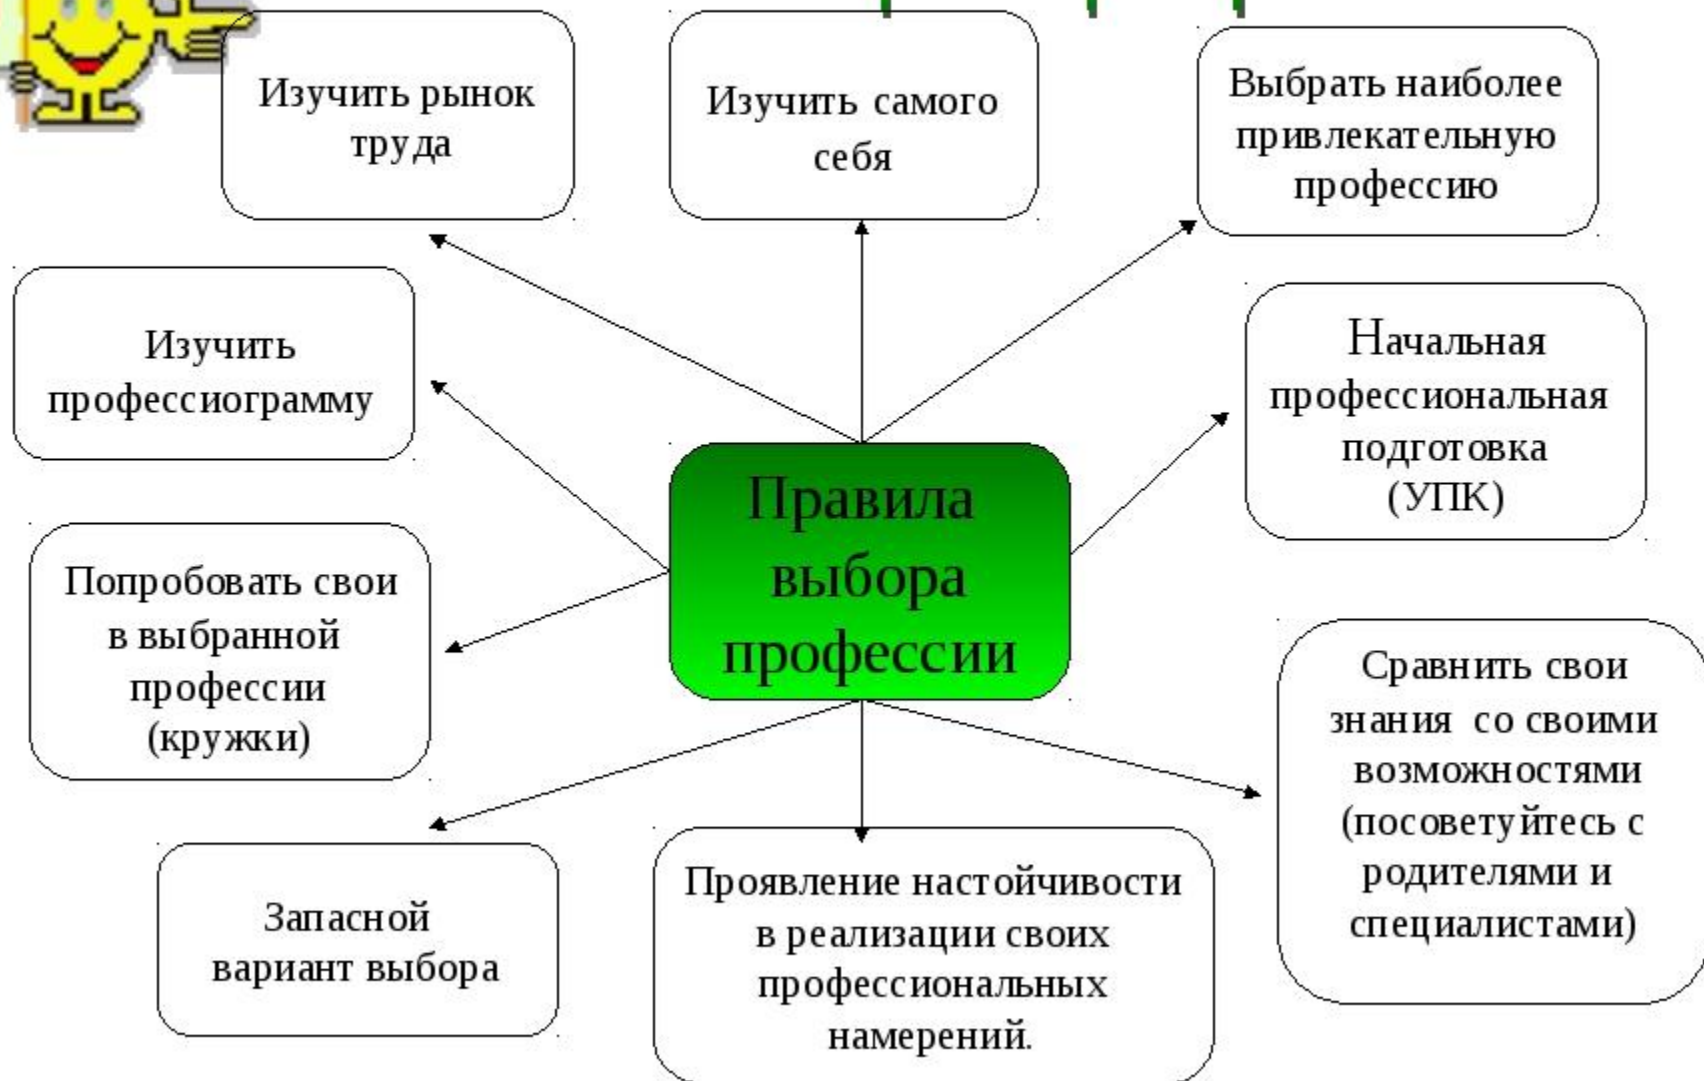 Изучить рынок
труда
Изучить самого
себя
Выбрать наиболее
привлекательную
профессию
Изучить
профессиограмму
Начальная
профессиональная
подготовка
(УПК)
Правила
выбора
профессии
Попробовать свои
в выбранной
профессии
(кружки)
Сравнить свои
знания со своими
возможностями
(посоветуйтесь с
родителями и
специалистами)
Запасной
вариант выбора
Проявление настойчивости
в реализации своих
профессиональных
намерений.